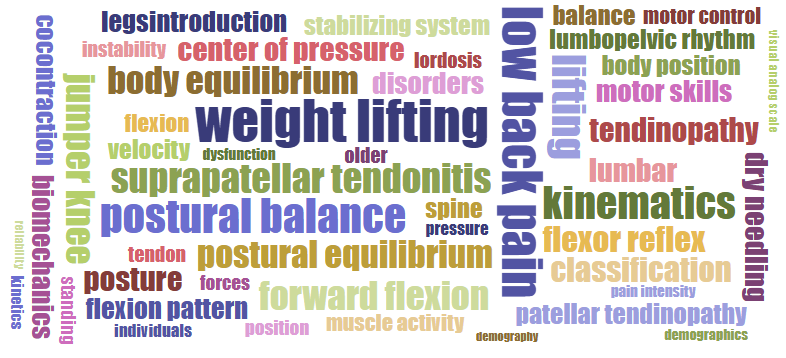 legsintroduction
stabilizing system
instability
center of pressure
lordosis
body equilibrium
disorders
cocontraction
jumper knee
weight lifting
flexion
velocity
dysfunction
older
suprapatellar tendonitis
postural balance
spine
pressure
biomechanics
reliability
kinetics
standing
tendon
postural equilibrium
posture
forces
forward flexion
flexion pattern
individuals
position
muscle activity
demography
low back pain
balance
motor control
lumbopelvic rhythm
lifting
body position
visual analog scale
motor skills
tendinopathy
lumbar
kinematics
dry needling
flexor reflex
classification
pain intensity
patellar tendinopathy
demographics